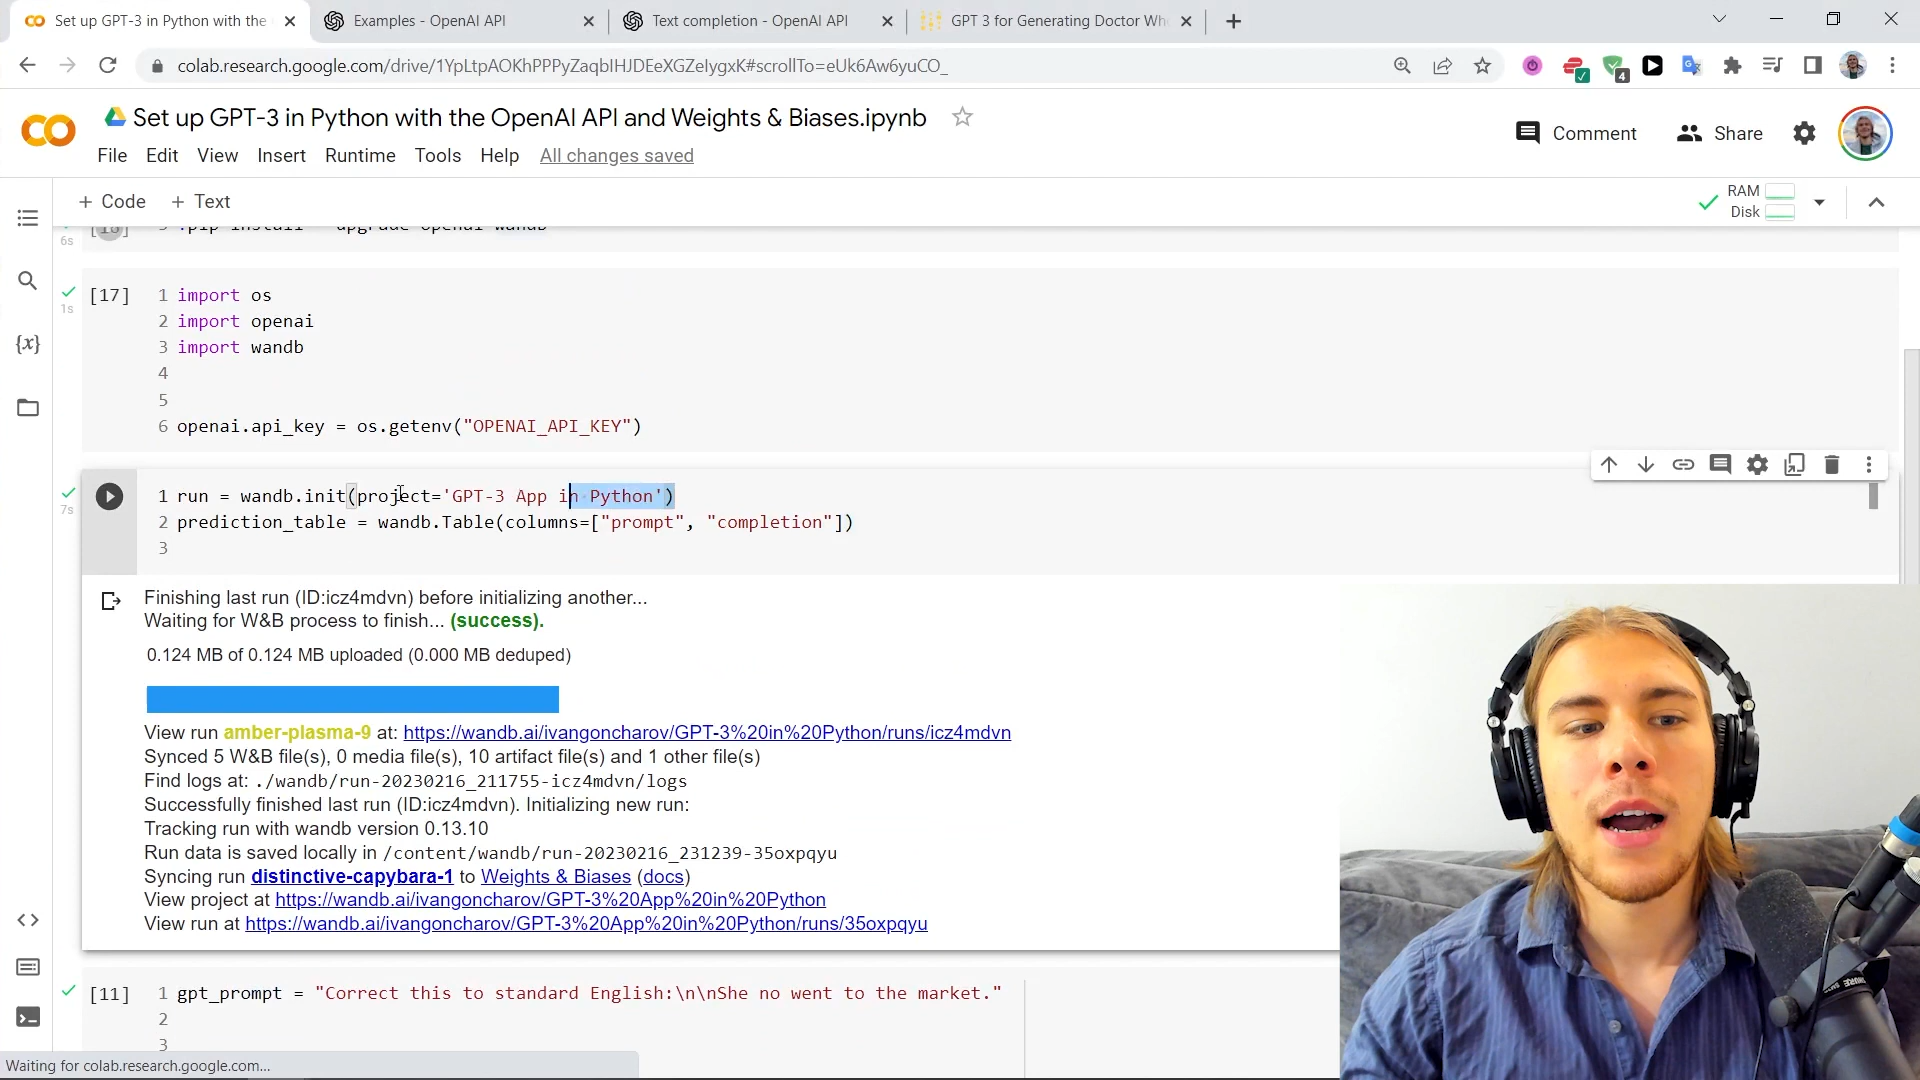 Set up GPT-3 in Python with the
Examples - OpenAI API
Text completion - OpenAI API
GPT 3 for Generating Doctor Wh
colab.research.google.com/drive/1YpLtpAOKhPPPyZaqbIHJDEeXGZeIygxK#scrollTo=eUk6Aw6yuCO_
4
Set up GPT-3 in Python with the OpenAI API and Weights & Biases.ipynb
Comment
Share
File Edit View Insert Runtime Tools Help All changes saved
+ Code + Text
RAM
Disk
6s
!pip install --upgrade openai wandb
[17]
1s
1 import os
2 import openai
3 import wandb
4
5
6 openai.api_key = os.getenv("OPENAI_API_KEY")
7s
1 run = wandb.init(project='GPT-3 App in Python')
2 prediction_table = wandb.Table(columns=["prompt", "completion"])
3
Finishing last run (ID:icz4mdvn) before initializing another...
Waiting for W&B process to finish... (success).
0.124 MB of 0.124 MB uploaded (0.000 MB deduped)
View run amber-plasma-9 at: https://wandb.ai/ivangoncharov/GPT-3%20in%20Python/runs/icz4mdvn
Synced 5 W&B file(s), 0 media file(s), 10 artifact file(s) and 1 other file(s)
Find logs at: ./wandb/run-20230216_211755-icz4mdvn/logs
Successfully finished last run (ID:icz4mdvn). Initializing new run:
Tracking run with wandb version 0.13.10
Run data is saved locally in /content/wandb/run-20230216_231239-35oxpqyu
Syncing run distinctive-capybara-1 to Weights & Biases (docs)
View project at https://wandb.ai/ivangoncharov/GPT-3%20App%20in%20Python
View run at https://wandb.ai/ivangoncharov/GPT-3%20App%20in%20Python/runs/35oxpqyu
[11]
1 gpt_prompt = "Correct this to standard English:\n\nShe no went to the market."
2
3
Waiting for colab.research.google.com...